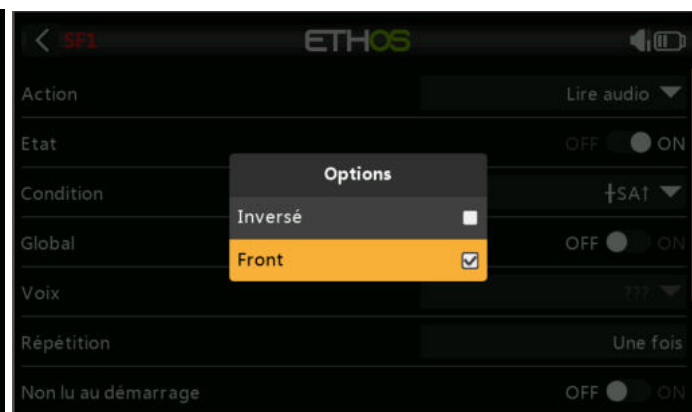 SF1 ETHOS
Action Lire audio
Etat OFF ON
Options
Condition ƗSA↑
Inversé
Global OFF ON
Front
Voix ???
Répétition Une fois
Non lu au démarrage OFF ON